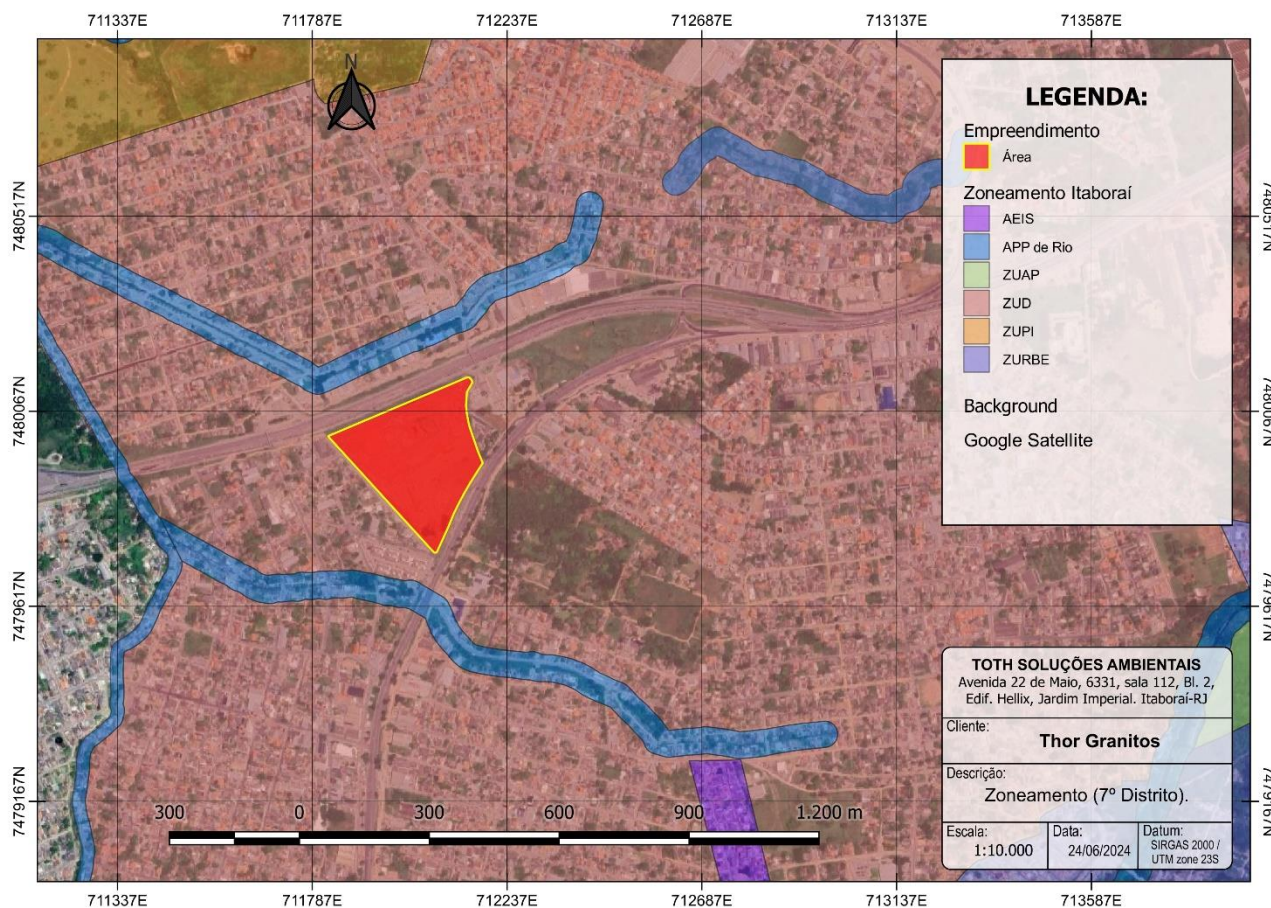 711337E 711787E 712237E 712687E 713137E 713587E
N
LEGENDA:
Empreendimento
Área
Zoneamento Itaboraí
AEIS
APP de Rio
ZUAP
ZUD
ZUPI
ZURBE
Background
Google Satellite
7480517N 7480517N
7480067N 7480067N
7479617N 7479617N
7479167N 7479167N
TOTH SOLUÇÕES AMBIENTAIS
Avenida 22 de Maio, 6331, sala 112, Bl. 2,
Edif. Hellix, Jardim Imperial. Itaboraí-RJ
Cliente:
Thor Granitos
Descrição:
Zoneamento (7º Distrito).
Escala:
1:10.000
Data:
24/06/2024
Datum:
SIRGAS 2000 /
UTM zone 23S
300 0 300 600 900 1.200 m
711337E 711787E 712237E 712687E 713137E 713587E